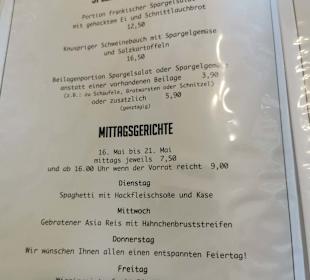 Portion fränkischer Spargelsalat
mit gehacktem Ei und Schnittlauchbrot
12,50
Knuspriger Schweinebauch mit Spargelgemüse
und Salzkartoffeln
16,50
Beilagenportion Spargelsalat oder Spargelgemüse
anstatt einer vorhandenen Beilage 3,90
(z.B.: zu Schäufele, Bratwursten oder Schnitzel)
oder zusätzlich 5,90
(ganztägig)
MITTAGSGERICHTE
16. Mai bis 21. Mai
mittags jeweils 7,50
und ab 16.00 Uhr wenn der Vorrat reicht 9,00
Dienstag
Spaghetti mit Hackfleischsoße und Käse
Mittwoch
Gebratener Asia Reis mit Hähnchenbruststreifen
Donnerstag
Wir wünschen Ihnen allen einen entspannten Feiertag!
Freitag